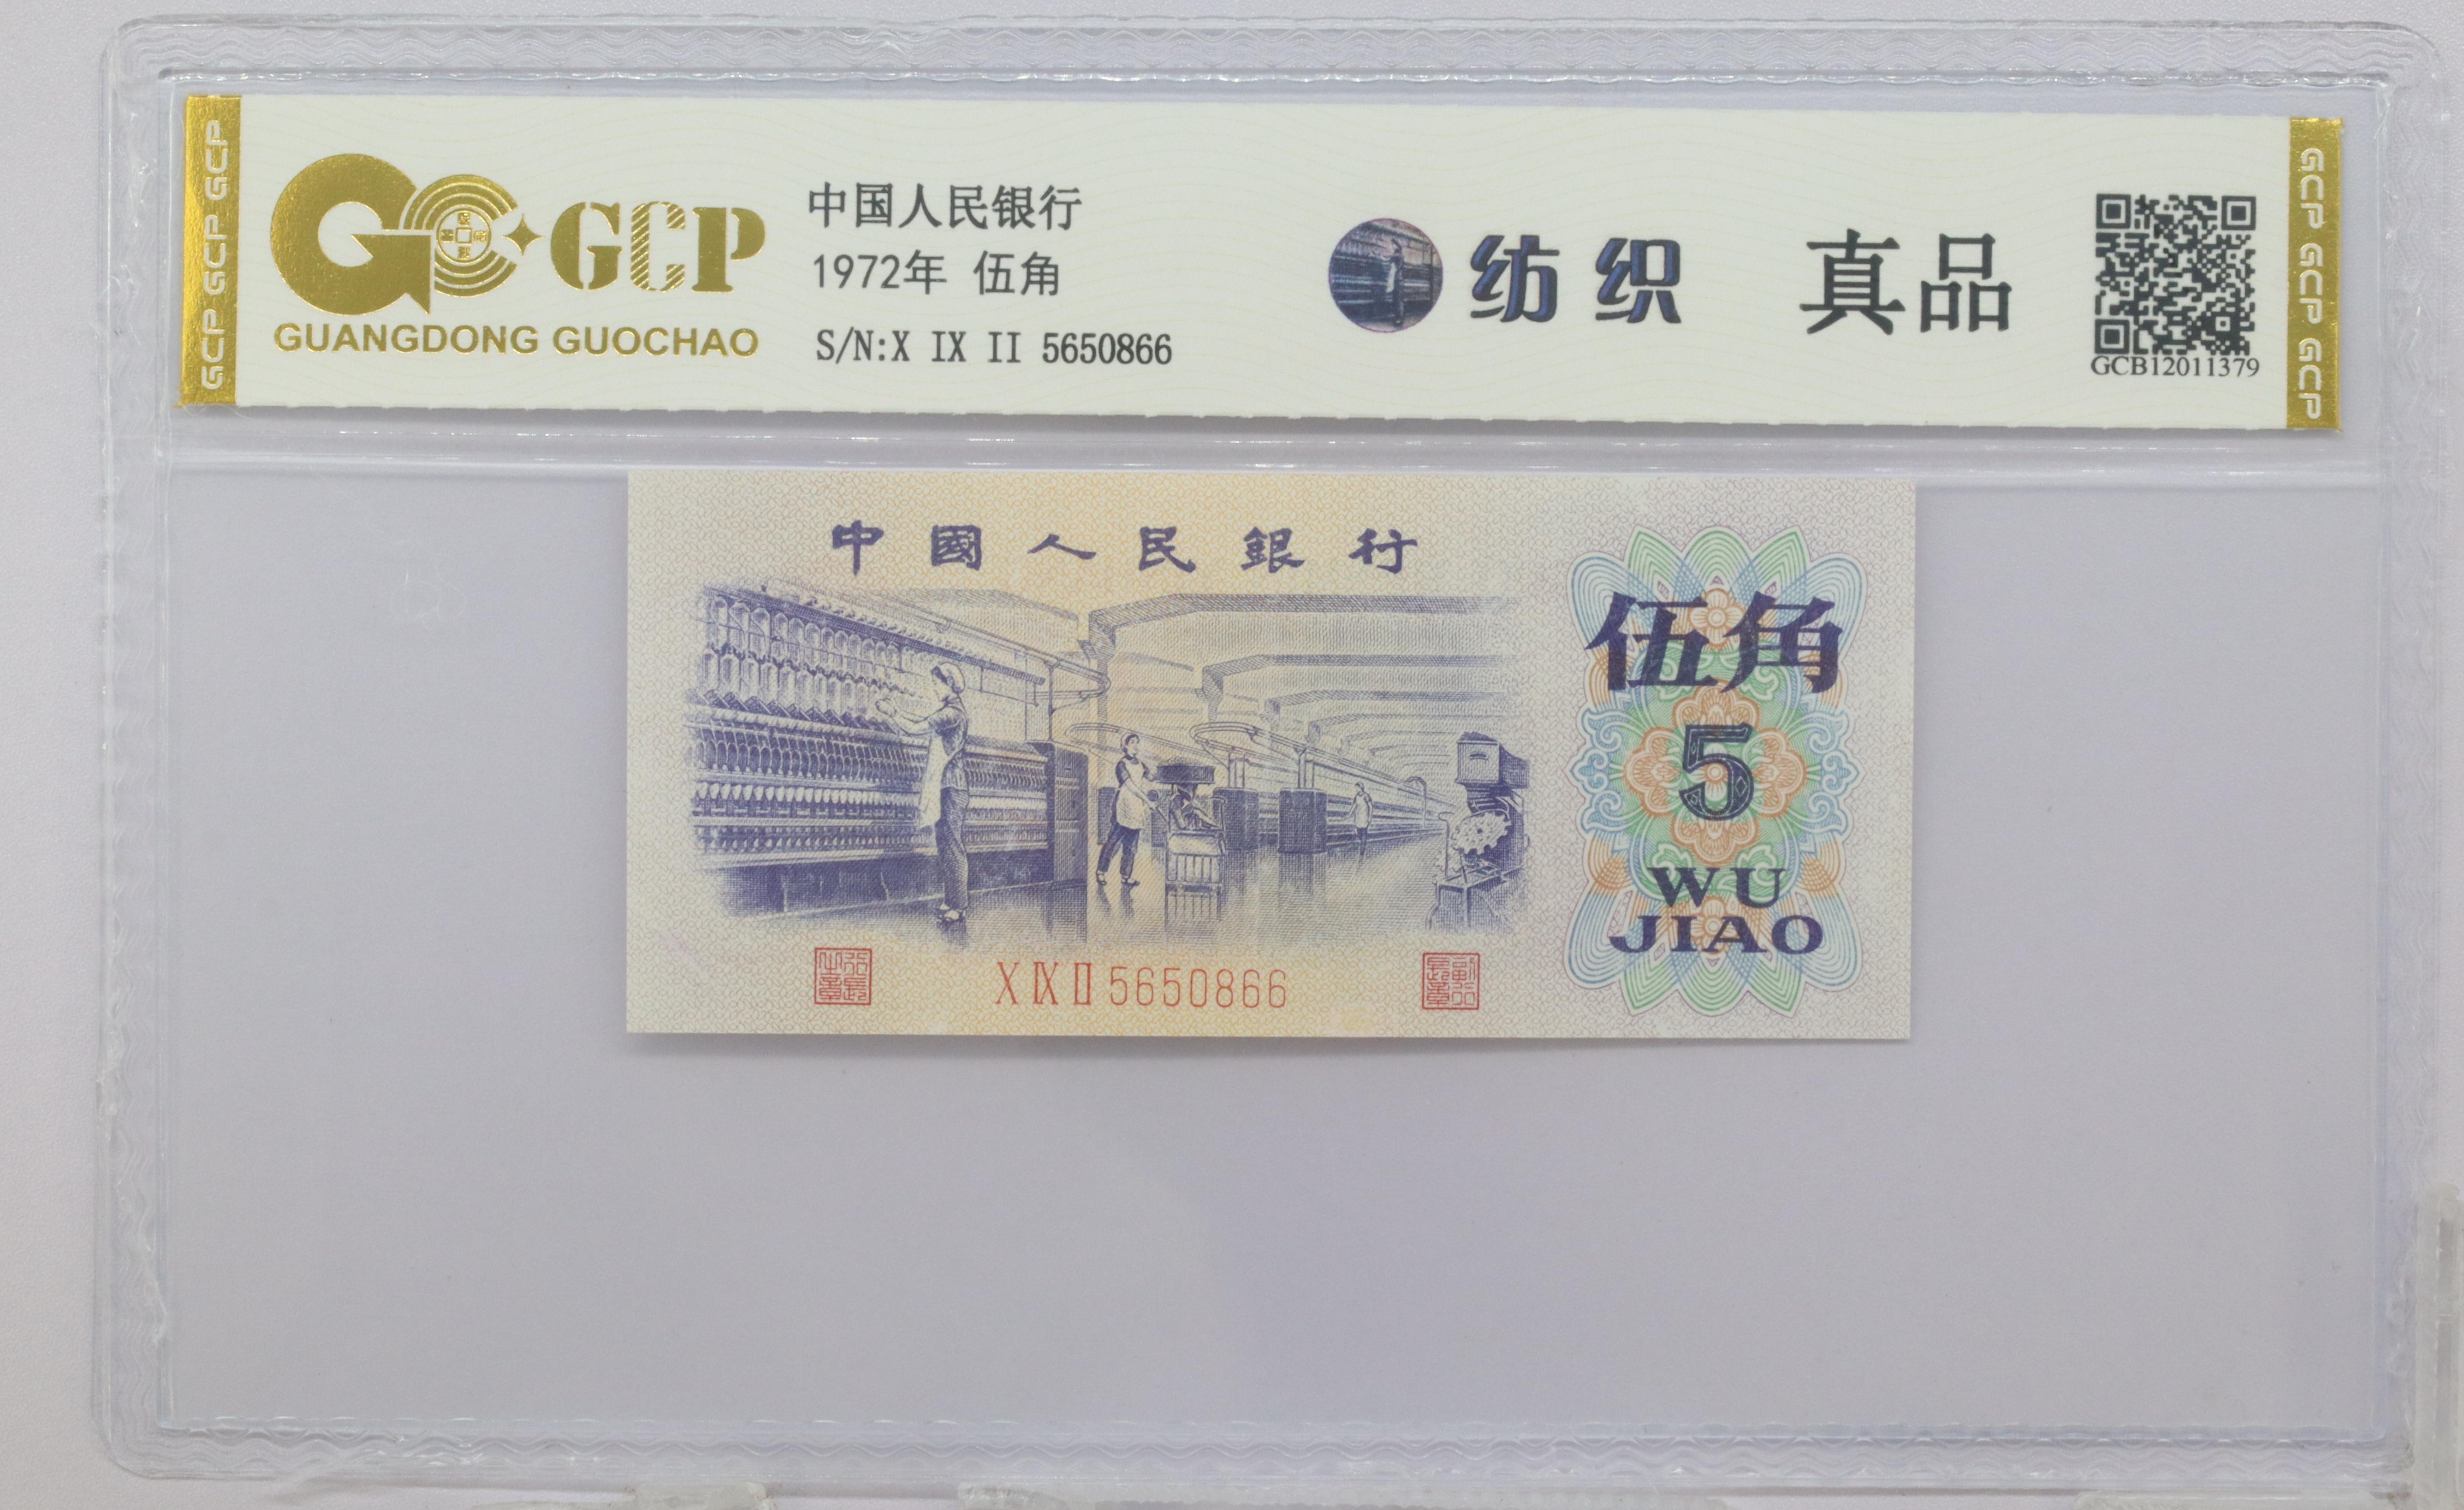 GCP GCP GCP
GCP
GUANGDONG GUOCHAO
中国人民银行
1972年 伍角
S/N:X IX II 5650866
纺织 真品
GCB12011379
GCP GCP GCP
中國人民銀行
伍角
5
WU
JIAO
X IX II 5650866